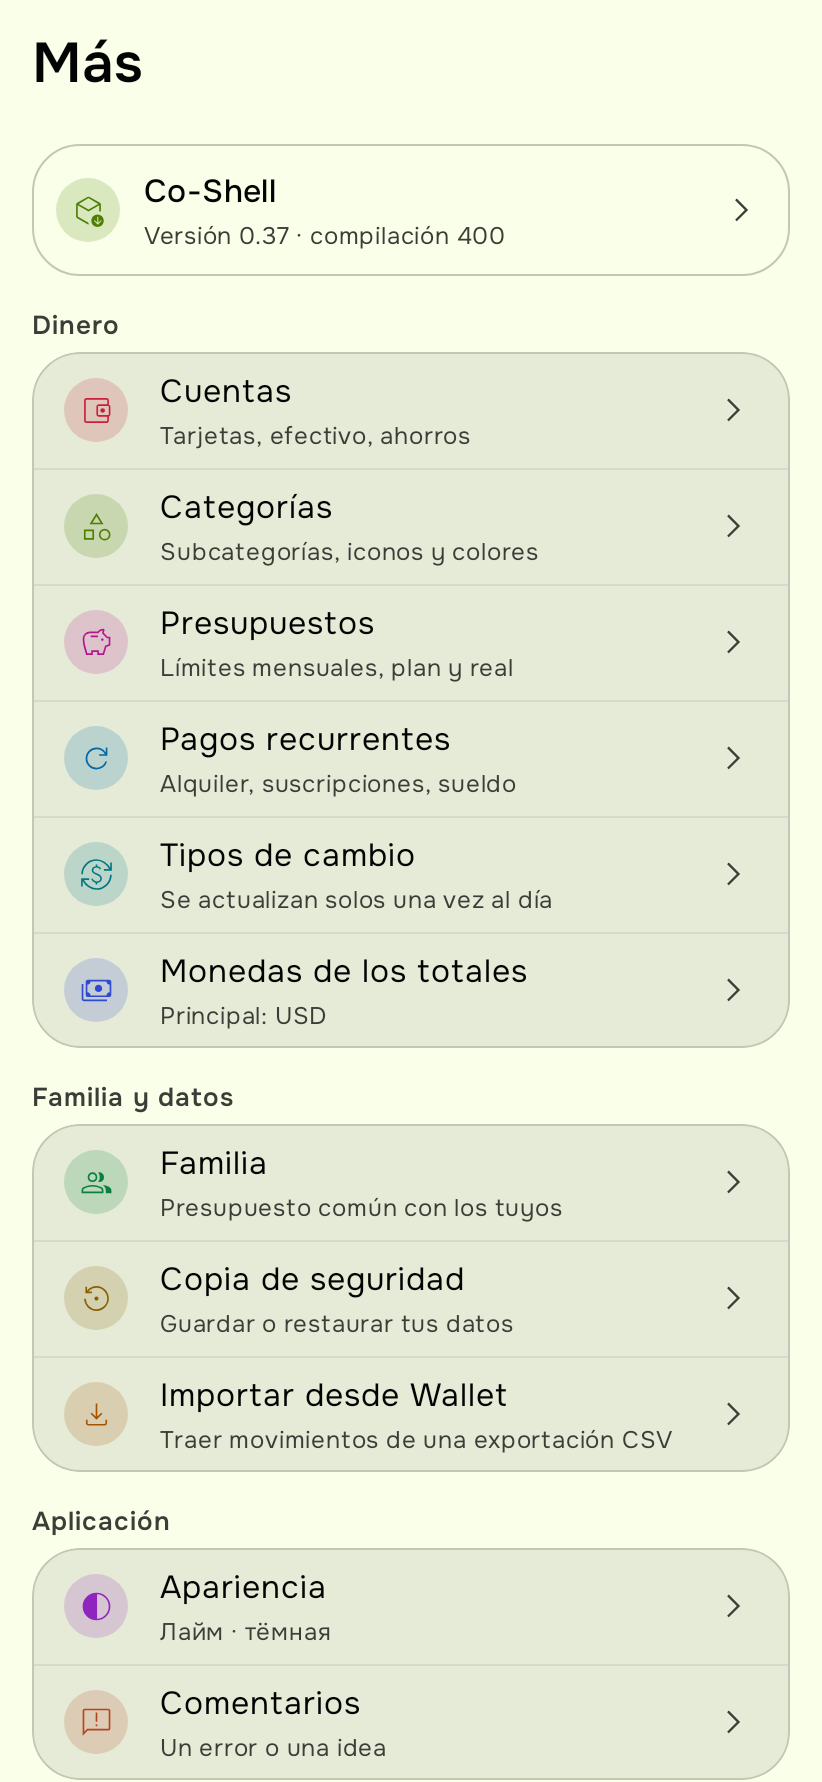 Más
Co-Shell
Versión 0.37 · compilación 400
Dinero
Cuentas
Tarjetas, efectivo, ahorros
Categorías
Subcategorías, iconos y colores
Presupuestos
Límites mensuales, plan y real
Pagos recurrentes
Alquiler, suscripciones, sueldo
Tipos de cambio
Se actualizan solos una vez al día
Monedas de los totales
Principal: USD
Familia y datos
Familia
Presupuesto común con los tuyos
Copia de seguridad
Guardar o restaurar tus datos
Importar desde Wallet
Traer movimientos de una exportación CSV
Aplicación
Apariencia
Лайм · тёмная
Comentarios
Un error o una idea